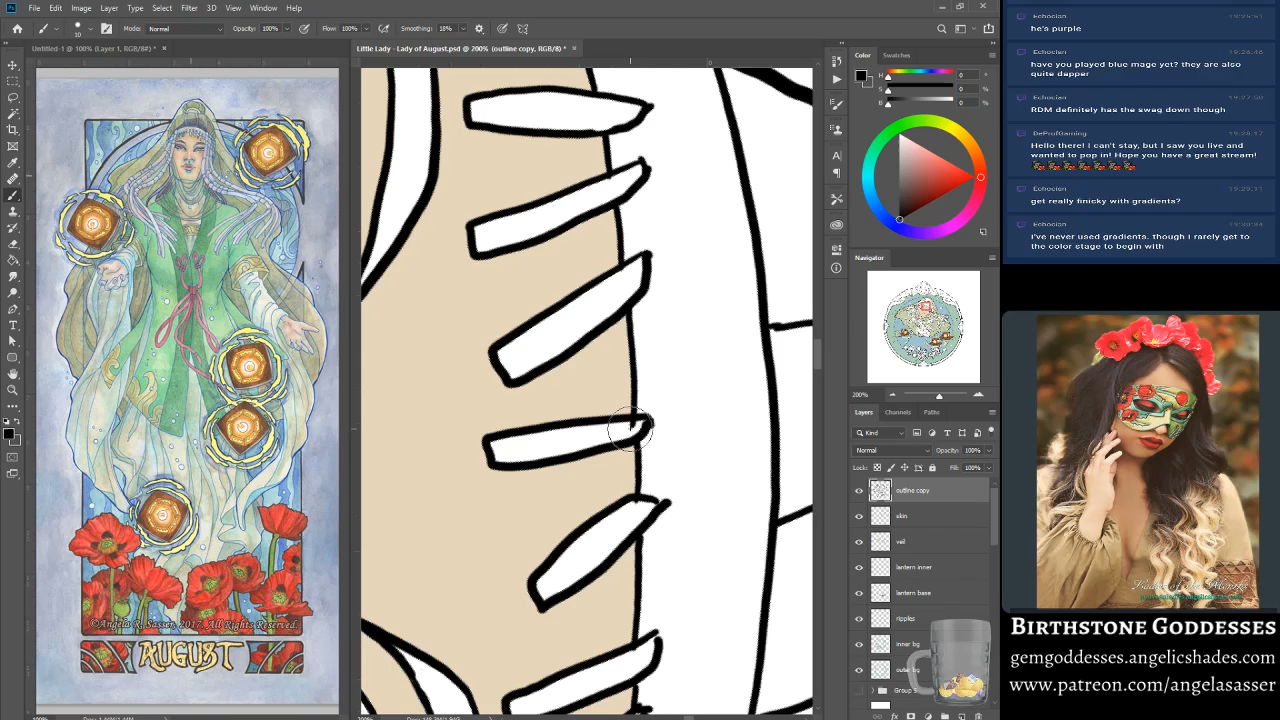 File Edit Image Layer Type Select Filter 3D View Window Help
10 Mode: Normal Opacity: 100% Flow: 100% Smoothing: 18%
Untitled-1 @ 100% (Layer 1, RGB/8#) * ×
Little Lady - Lady of August.psd @ 200% (outline copy, RGB/8) * ×
©Angela R. Sasser, 2017. All Rights Reserved.
AUGUST
Color Swatches
H 0 °
S 0 %
B 0 %
Navigator
200%
Layers Channels Paths
Kind
Normal Opacity: 100%
Lock: Fill: 100%
outline copy
skin
veil
lantern inner
lantern base
ripples
inner bg
outer bg
Group 5
Echocian
he's purple
Echocian
have you played blue mage yet? they are also
quite dapper
Echocian
RDM definitely has the swag down though
DeProfGaming
Hello there! I can't stay, but I saw you live and
wanted to pop in! Hope you have a great stream!
Echocian
get really finicky with gradients?
Echocian
i've never used gradients. though I rarely get to
the color stage to begin with
Birthstone Goddesses
gemgoddesses.angelicshades.com
www.patreon.com/angelasasser